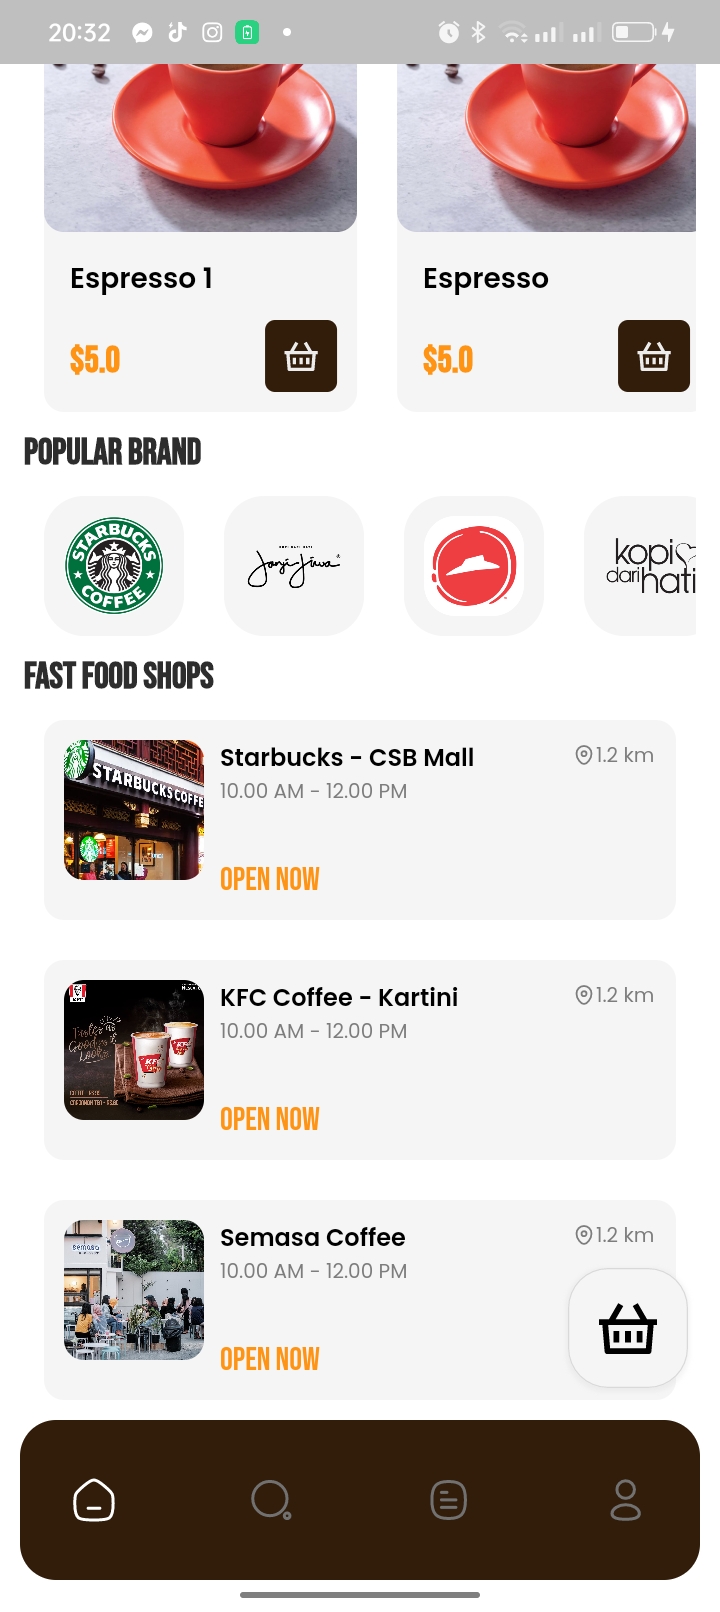 20:32
Espresso 1
Espresso
$5.0
$5.0
POPULAR BRAND
STARBUCKS
COFFEE
Janji Jiwa
kopi
dari hati
FAST FOOD SHOPS
STARBUCKS COFFE
Starbucks - CSB Mall
1.2 km
10.00 AM - 12.00 PM
OPEN NOW
KFC Coffee - Kartini
1.2 km
10.00 AM - 12.00 PM
OPEN NOW
semasa
Semasa Coffee
1.2 km
10.00 AM - 12.00 PM
OPEN NOW